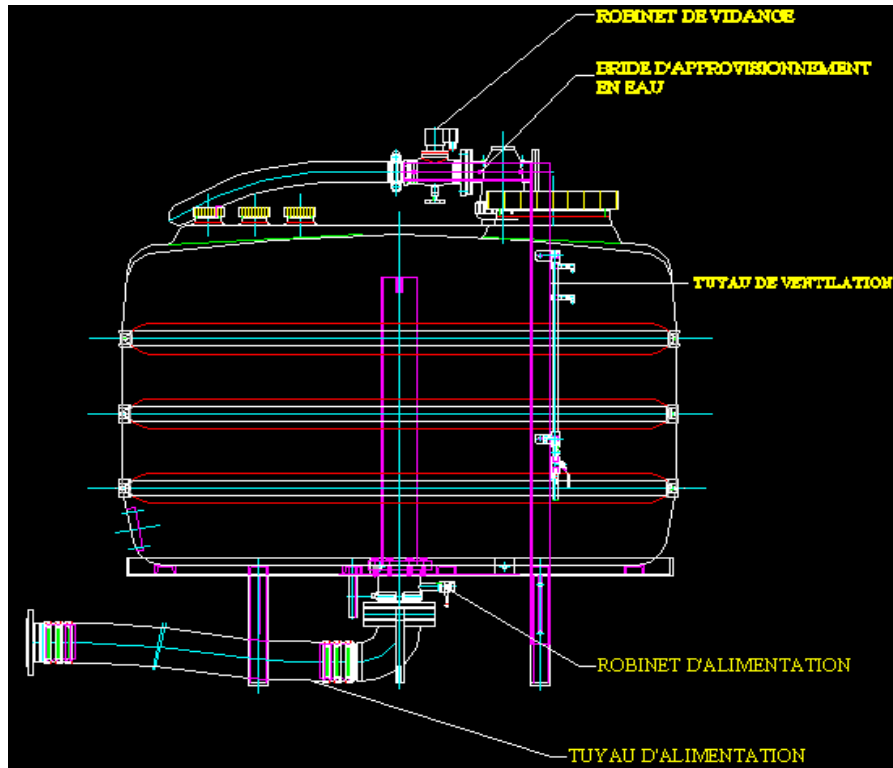 ROBINET DE VIDANGE
BRIDE D'APPROVISIONNEMENT
EN EAU
TUYAU DE VENTILATION
ROBINET D'ALIMENTATION
TUYAU D'ALIMENTATION